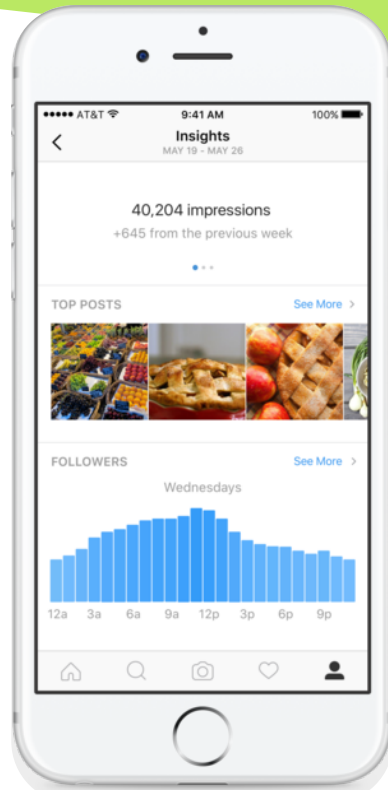 ●●●●● AT&T 9:41 AM 100%
Insights
MAY 19 - MAY 26
40,204 impressions
+645 from the previous week
TOP POSTS See More >
FOLLOWERS See More >
Wednesdays
12a 3a 6a 9a 12p 3p 6p 9p